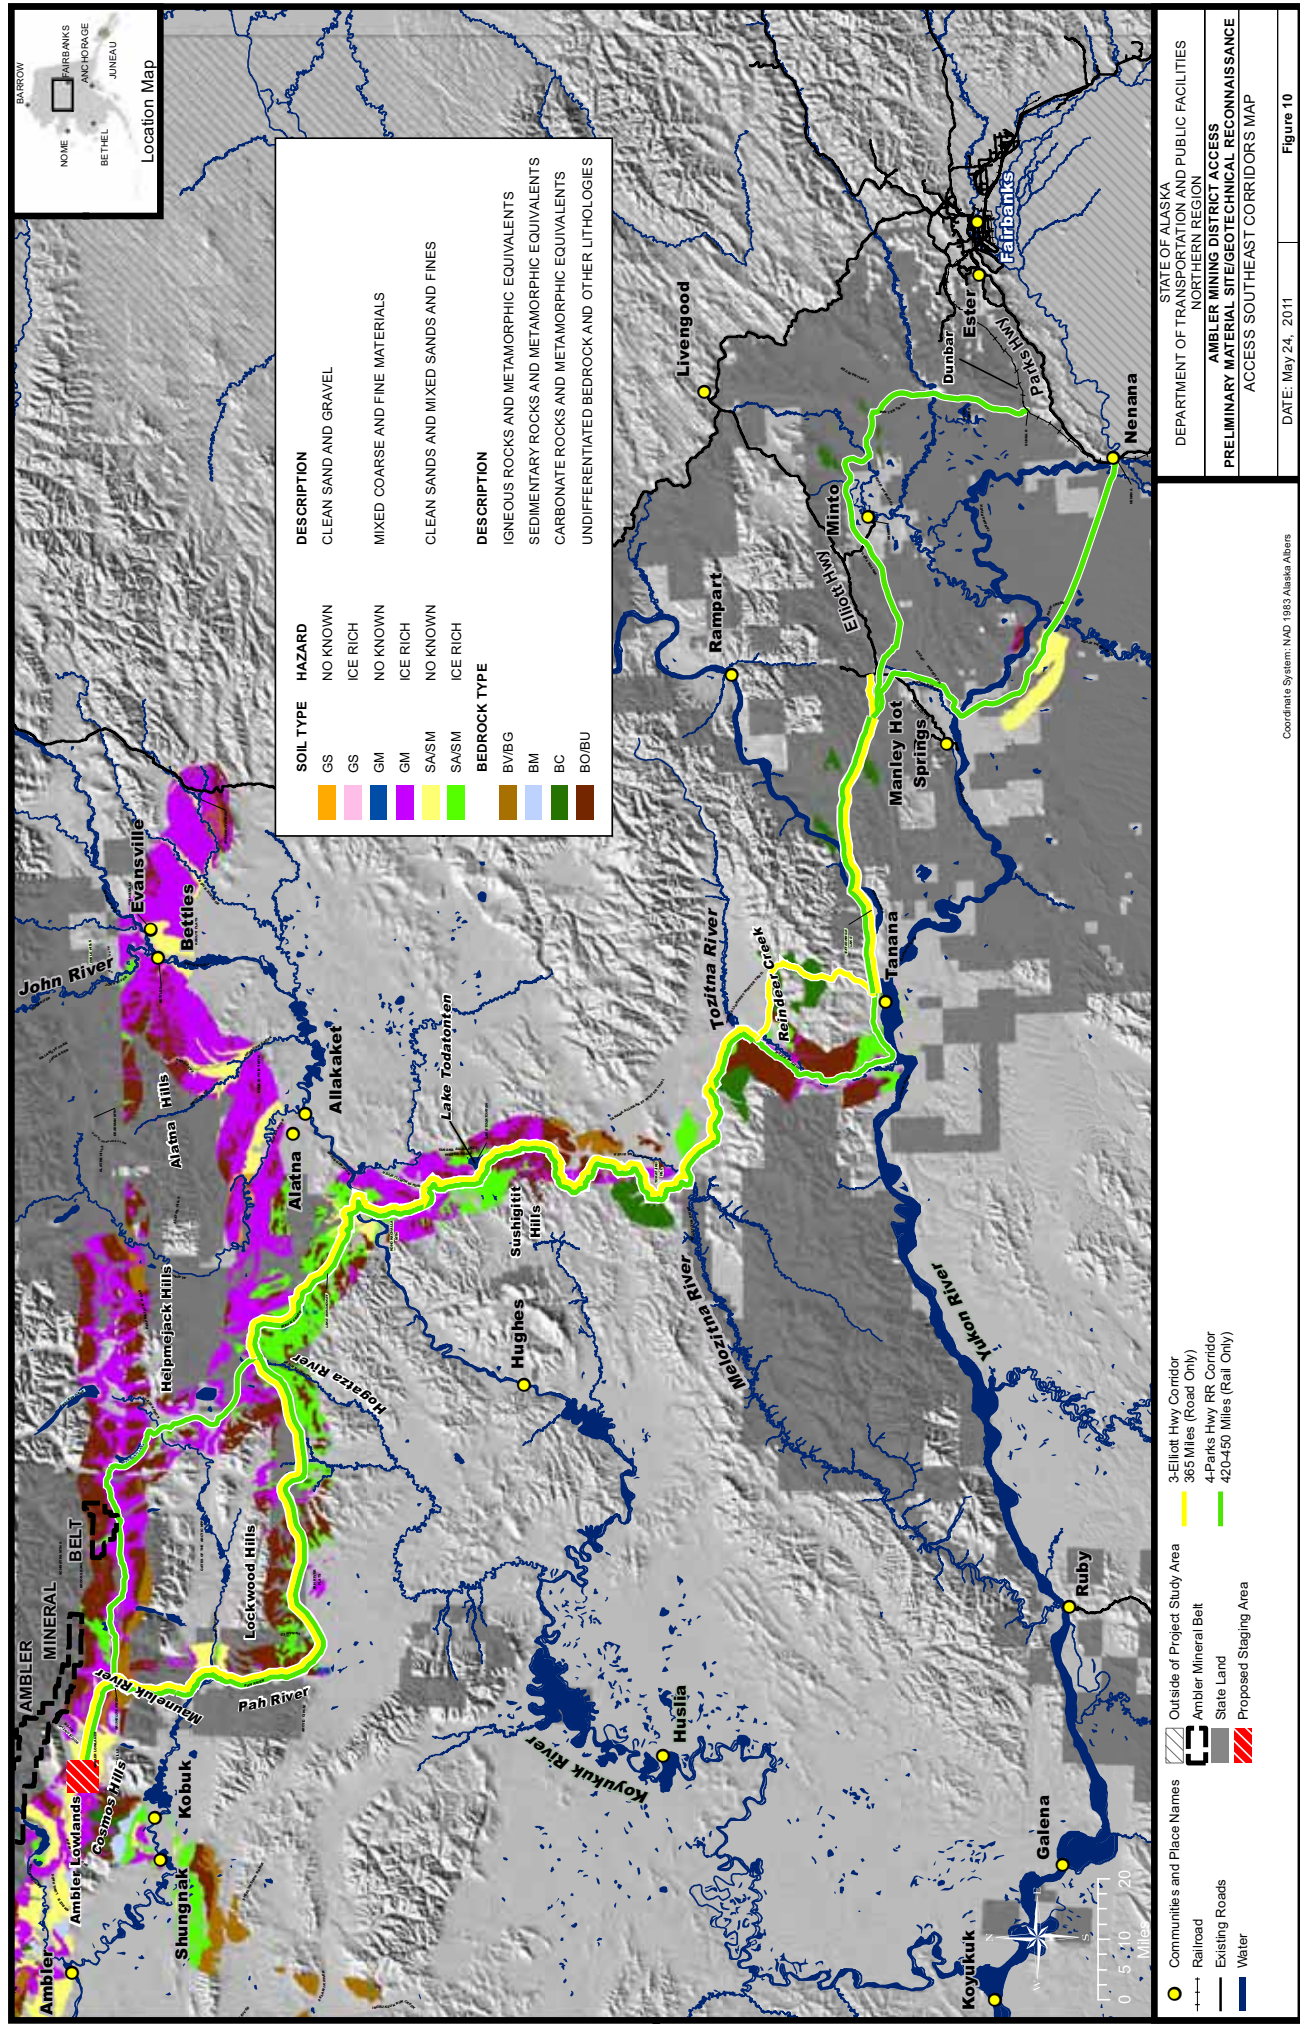 BARROW
FAIRBANKS
NOME
ANCHORAGE
BETHEL
JUNEAU
Location Map
SOIL TYPE HAZARD DESCRIPTION
GS NO KNOWN CLEAN SAND AND GRAVEL
GS ICE RICH
GM NO KNOWN MIXED COARSE AND FINE MATERIALS
GM ICE RICH
SA/SM NO KNOWN CLEAN SANDS AND MIXED SANDS AND FINES
SA/SM ICE RICH
BEDROCK TYPE DESCRIPTION
BV/BG IGNEOUS ROCKS AND METAMORPHIC EQUIVALENTS
BM SEDIMENTARY ROCKS AND METAMORPHIC EQUIVALENTS
BC CARBONATE ROCKS AND METAMORPHIC EQUIVALENTS
BO/BU UNDIFFERENTIATED BEDROCK AND OTHER LITHOLOGIES
AMBLER
MINERAL
BELT
Ambler
Ambler Lowlands
Cosmos Hills
Shungnak
Kobuk
Mauneluk River
Pah River
Lockwood Hills
Helpmejack Hills
Hogatza River
Alatna
Hills
Alatna
Allakaket
John River
Evansville
Bettles
Lake Todatonten
Sushigitit
Hills
Hughes
Huslia
Koyukuk River
Melozitna River
Tozitna River
Reindeer Creek
Tanana
Yukon River
Ruby
Galena
Koyukuk
Rampart
Manley Hot
Springs
Elliott Hwy
Minto
Livengood
Dunbar
Ester
Fairbanks
Parks Hwy
Nenana
N
E
S
W
0 5 10 20
Miles
Communities and Place Names
Railroad
Existing Roads
Water
Outside of Project Study Area
Ambler Mineral Belt
State Land
Proposed Staging Area
3-Elliott Hwy Corridor
365 Miles (Road Only)
4-Parks Hwy RR Corridor
420-450 Miles (Rail Only)
Coordinate System: NAD 1983 Alaska Albers
STATE OF ALASKA
DEPARTMENT OF TRANSPORTATION AND PUBLIC FACILITIES
NORTHERN REGION
AMBLER MINING DISTRICT ACCESS
PRELIMINARY MATERIAL SITE/GEOTECHNICAL RECONNAISSANCE
ACCESS SOUTHEAST CORRIDORS MAP
DATE: May 24, 2011
Figure 10